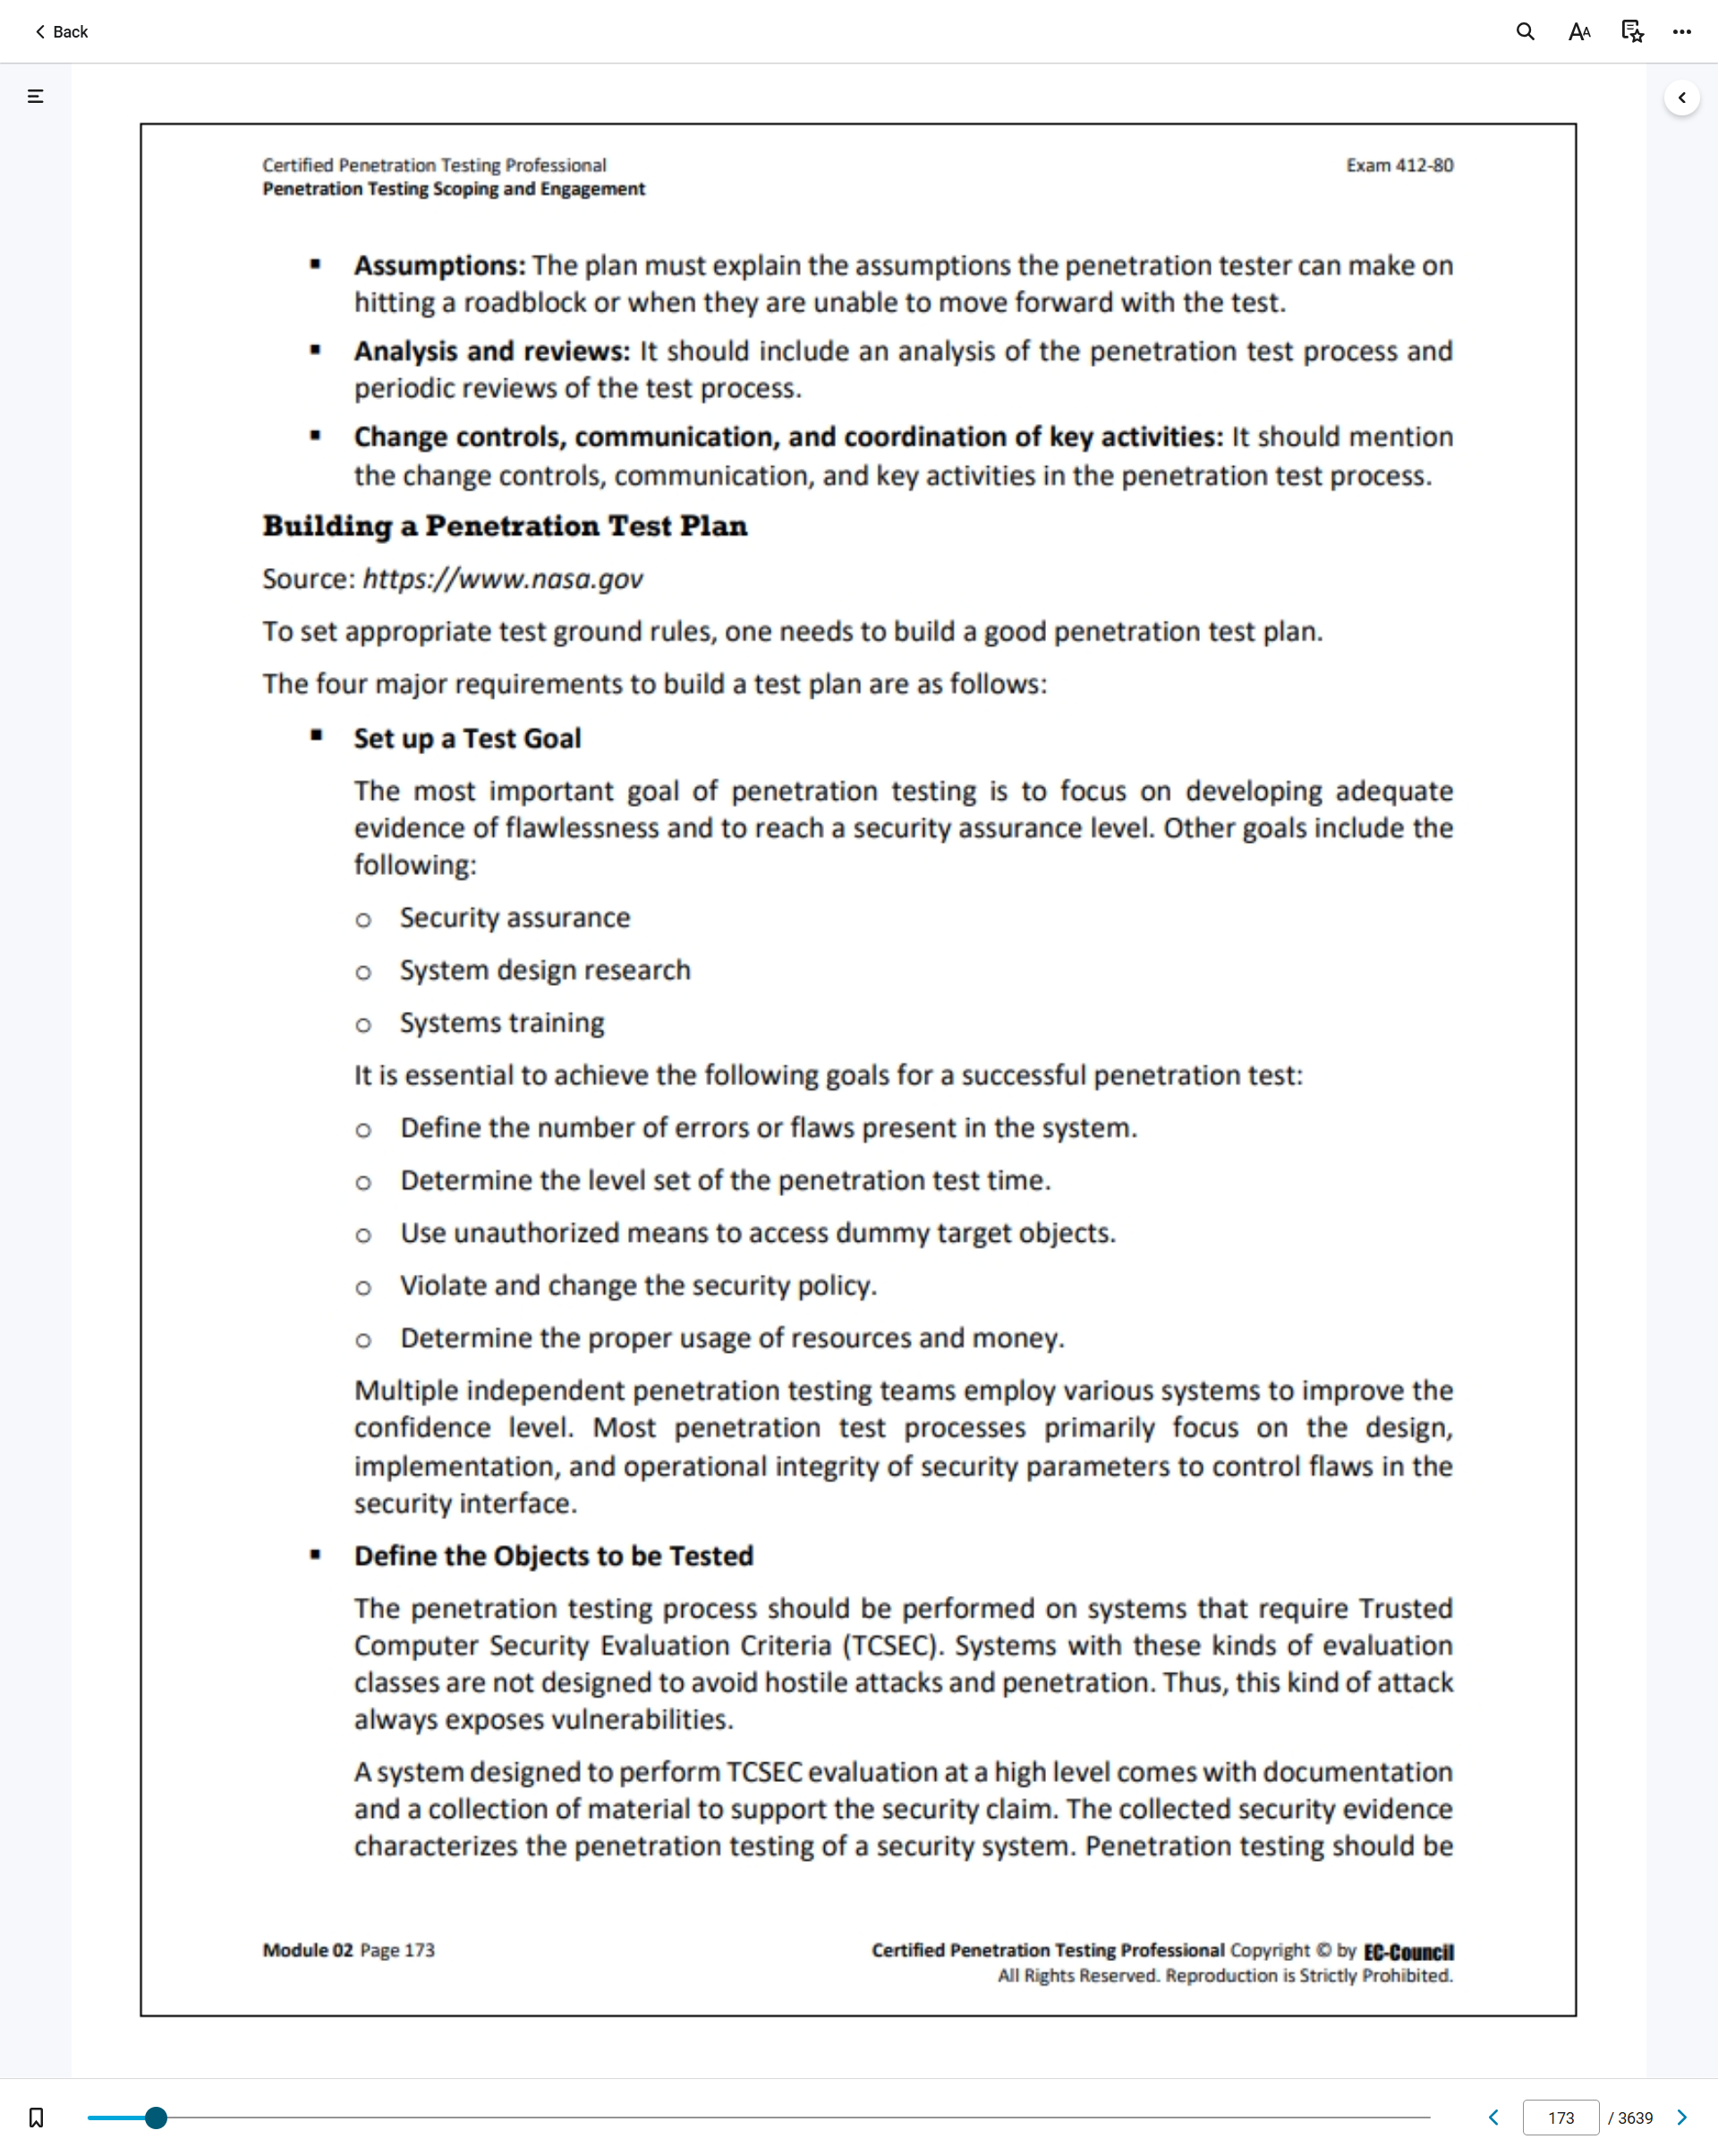 Back
Certified Penetration Testing Professional
Exam 412-80
Penetration Testing Scoping and Engagement
▪ Assumptions: The plan must explain the assumptions the penetration tester can make on
hitting a roadblock or when they are unable to move forward with the test.
▪ Analysis and reviews: It should include an analysis of the penetration test process and
periodic reviews of the test process.
▪ Change controls, communication, and coordination of key activities: It should mention
the change controls, communication, and key activities in the penetration test process.
Building a Penetration Test Plan
Source: https://www.nasa.gov
To set appropriate test ground rules, one needs to build a good penetration test plan.
The four major requirements to build a test plan are as follows:
▪ Set up a Test Goal
The most important goal of penetration testing is to focus on developing adequate
evidence of flawlessness and to reach a security assurance level. Other goals include the
following:
o Security assurance
o System design research
o Systems training
It is essential to achieve the following goals for a successful penetration test:
o Define the number of errors or flaws present in the system.
o Determine the level set of the penetration test time.
o Use unauthorized means to access dummy target objects.
o Violate and change the security policy.
o Determine the proper usage of resources and money.
Multiple independent penetration testing teams employ various systems to improve the
confidence level. Most penetration test processes primarily focus on the design,
implementation, and operational integrity of security parameters to control flaws in the
security interface.
▪ Define the Objects to be Tested
The penetration testing process should be performed on systems that require Trusted
Computer Security Evaluation Criteria (TCSEC). Systems with these kinds of evaluation
classes are not designed to avoid hostile attacks and penetration. Thus, this kind of attack
always exposes vulnerabilities.
A system designed to perform TCSEC evaluation at a high level comes with documentation
and a collection of material to support the security claim. The collected security evidence
characterizes the penetration testing of a security system. Penetration testing should be
Module 02 Page 173
Certified Penetration Testing Professional Copyright © by EC-Council
All Rights Reserved. Reproduction is Strictly Prohibited.
173 / 3639